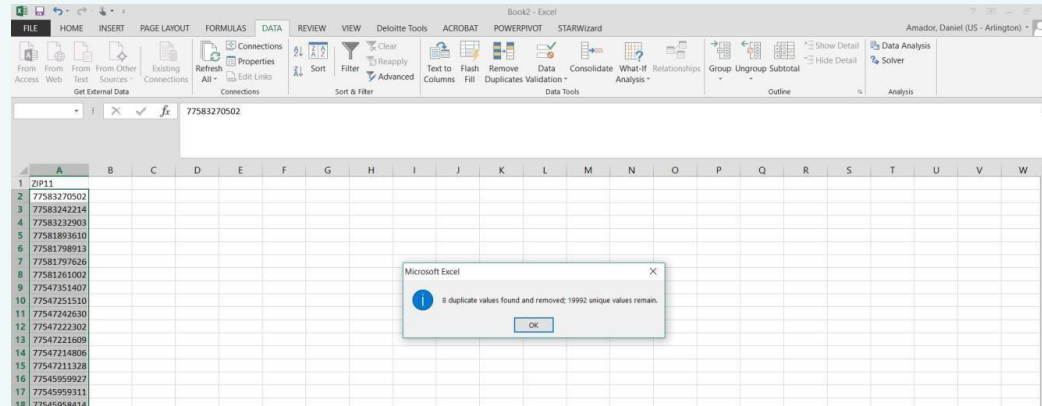 Book2 - Excel
FILE HOME INSERT PAGE LAYOUT FORMULAS DATA REVIEW VIEW Deloitte Tools ACROBAT POWERPIVOT STARWizard Amador, Daniel (US - Arlington)
From Access From Web From Text From Other Sources Existing Connections Refresh All Connections Properties Edit Links Sort Filter Clear Reapply Advanced Text to Columns Flash Fill Remove Duplicates Data Validation Consolidate What-If Analysis Relationships Group Ungroup Subtotal Show Detail Hide Detail Data Analysis Solver
Get External Data Connections Sort & Filter Data Tools Outline Analysis
fx 77583270502
A B C D E F G H I J K L M N O P Q R S T U V W
1 ZIP11
2 77583270502
3 77583242214
4 77583232903
5 77581893610
6 77581798913
7 77581797626
8 77581261002
9 77547351407
10 77547251510
11 77547242630
12 77547222302
13 77547221609
14 77547214806
15 77547211328
16 77545959927
17 77545959311
18 77545958414
Microsoft Excel
8 duplicate values found and removed; 19992 unique values remain.
OK